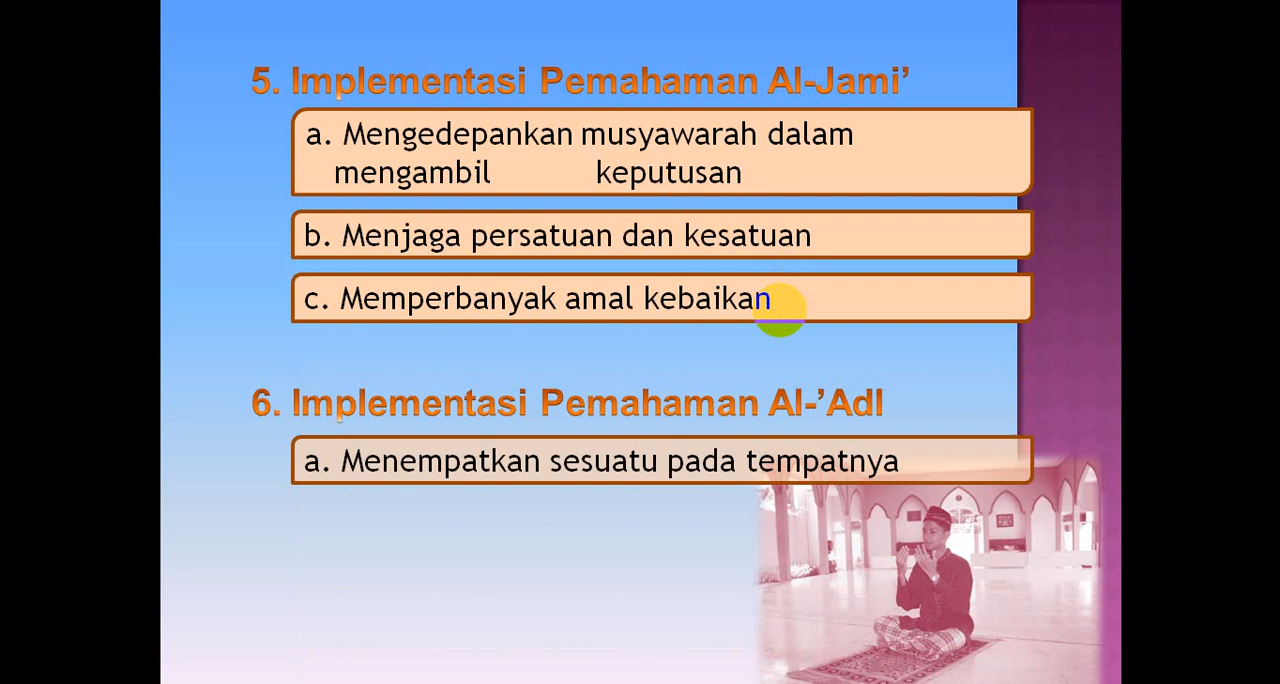 5. Implementasi Pemahaman Al-Jami’
a. Mengedepankan musyawarah dalam
mengambil keputusan
b. Menjaga persatuan dan kesatuan
c. Memperbanyak amal kebaikan
6. Implementasi Pemahaman Al-’Adl
a. Menempatkan sesuatu pada tempatnya